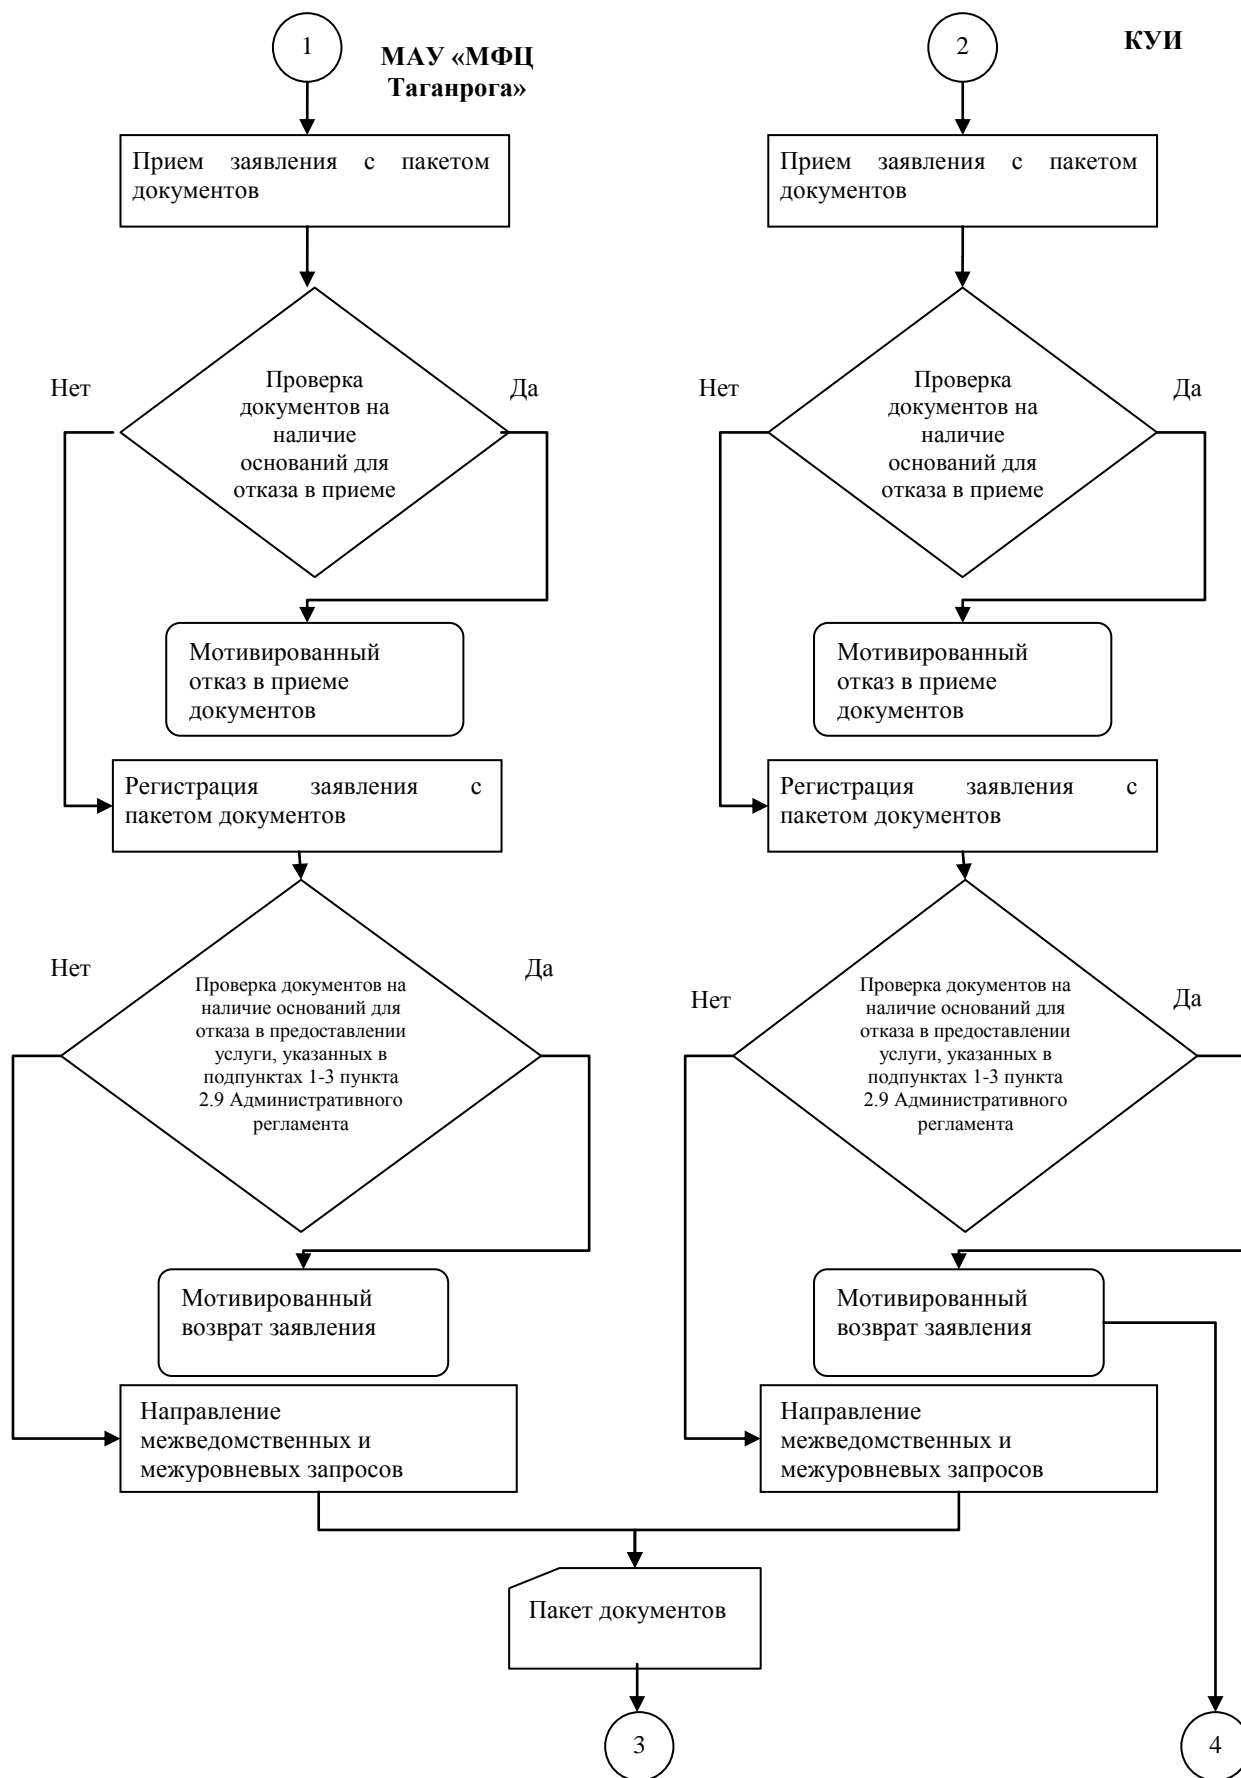 1
МАУ «МФЦ
Таганрога»
2
КУИ
Прием заявления с пакетом
документов
Прием заявления с пакетом
документов
Нет
Проверка
документов на
наличие
оснований для
отказа в приеме
Да
Нет
Проверка
документов на
наличие
оснований для
отказа в приеме
Да
Мотивированный
отказ в приеме
документов
Мотивированный
отказ в приеме
документов
Регистрация заявления с
пакетом документов
Регистрация заявления с
пакетом документов
Нет
Проверка документов на
наличие оснований для
отказа в предоставлении
услуги, указанных в
подпунктах 1-3 пункта
2.9 Административного
регламента
Да
Нет
Проверка документов на
наличие оснований для
отказа в предоставлении
услуги, указанных в
подпунктах 1-3 пункта
2.9 Административного
регламента
Да
Мотивированный
возврат заявления
Мотивированный
возврат заявления
Направление
межведомственных и
межуровневых запросов
Направление
межведомственных и
межуровневых запросов
Пакет документов
3
4